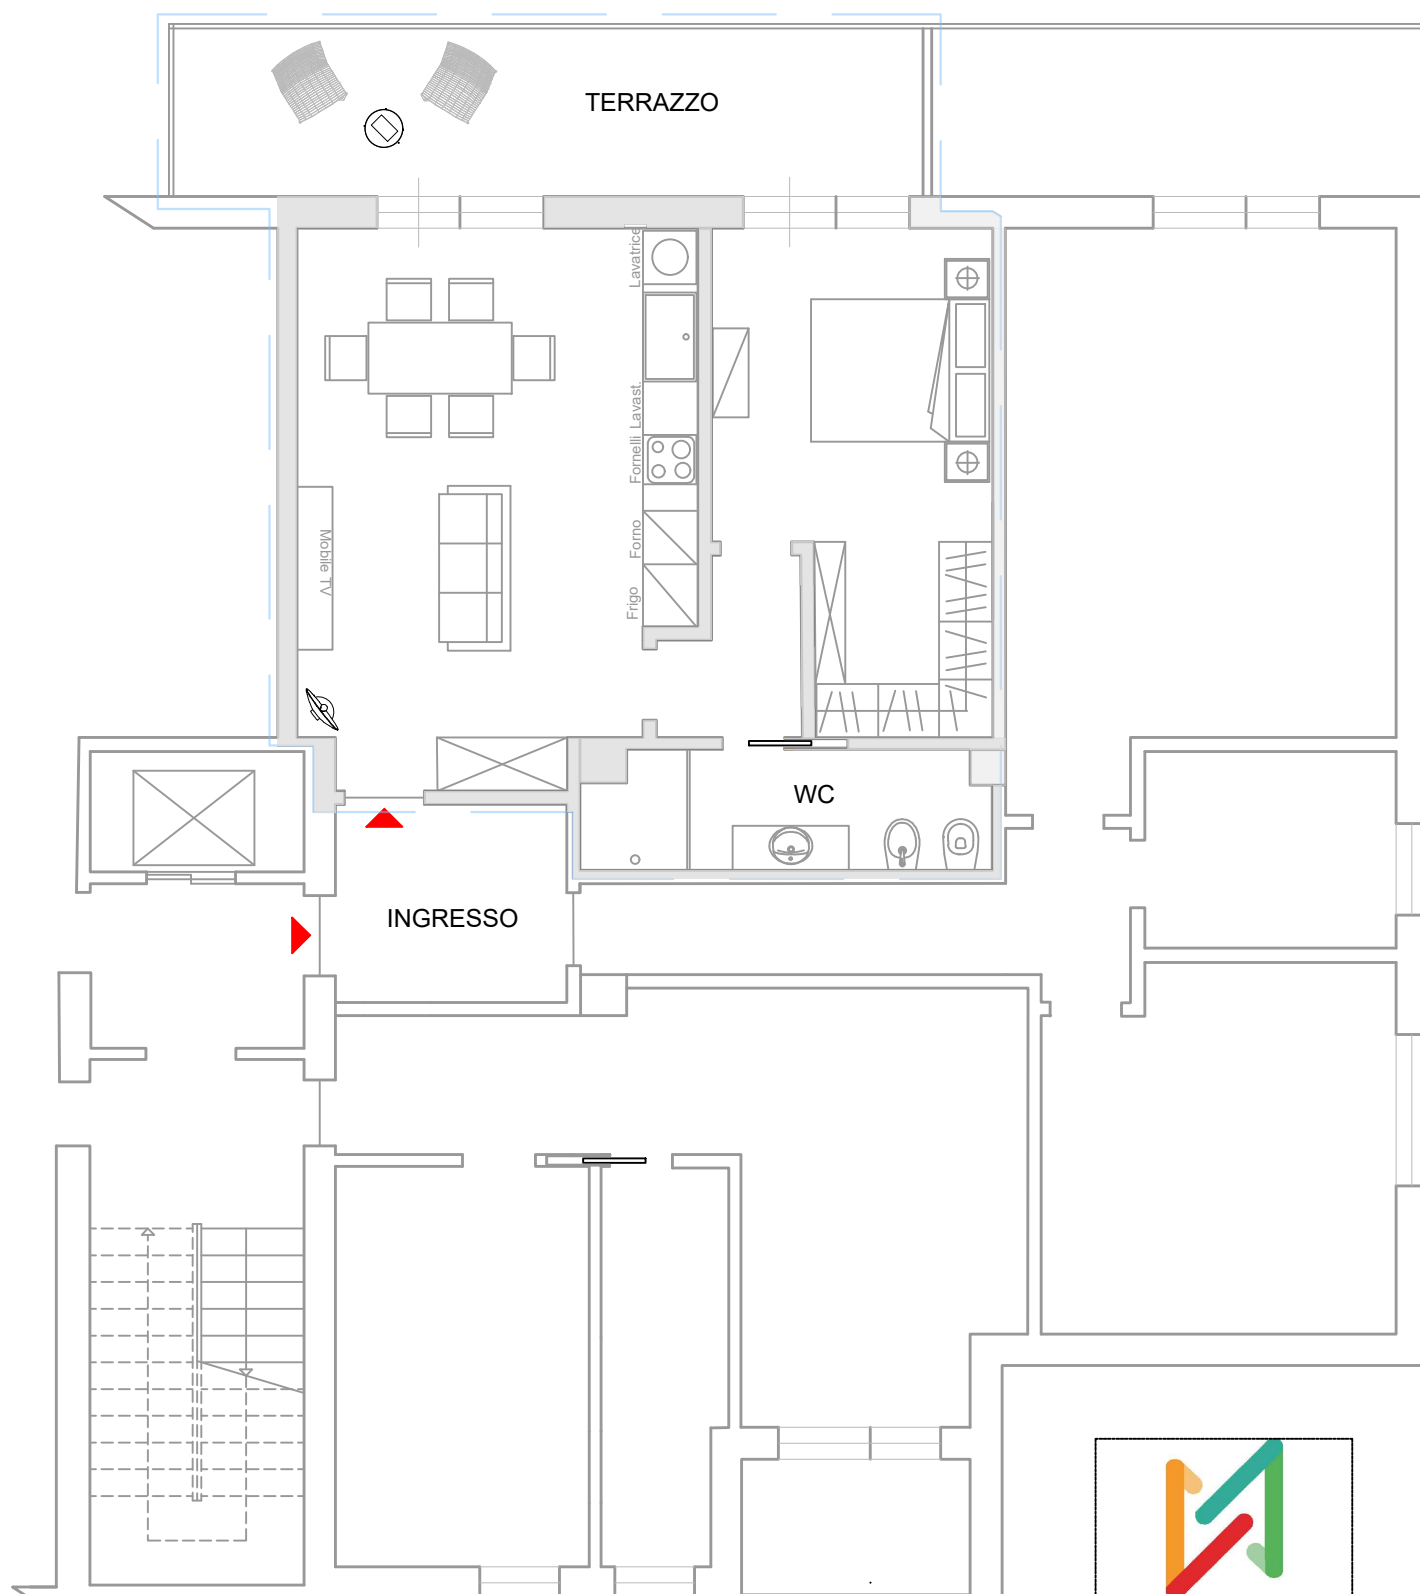 TERRAZZO
Lavatrice
Lavast.
Fornelli
Forno
Frigo
Mobile TV
WC
INGRESSO